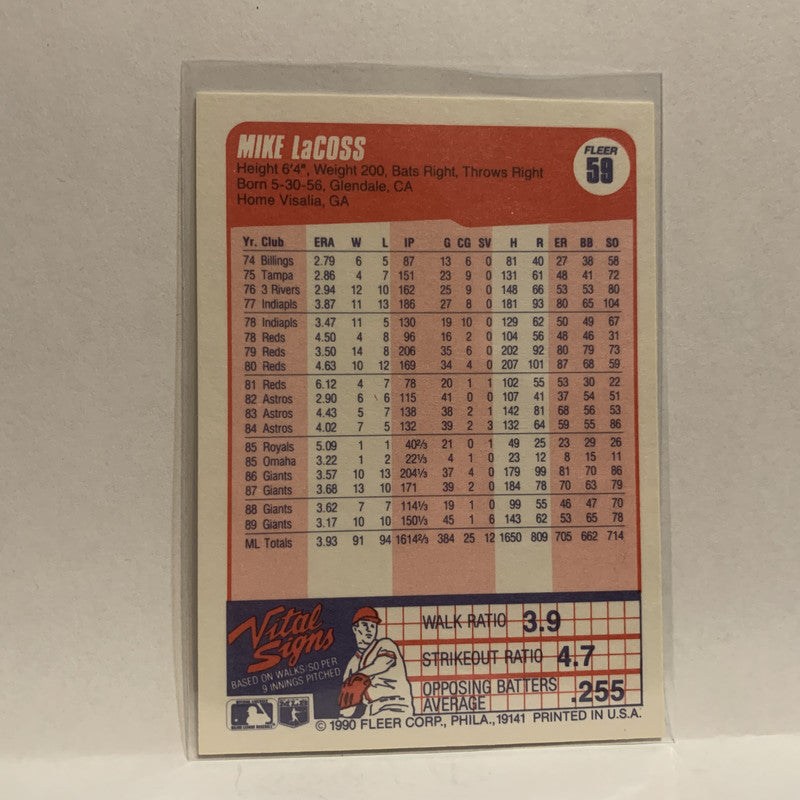 MIKE LaCOSS
Height 6'4", Weight 200, Bats Right, Throws Right
Born 5-30-56, Glendale, CA
Home Visalia, GA
FLEER
59
Yr. Club ERA W L IP G CG SV H R ER BB SO
74 Billings 2.79 6 5 87 13 6 0 81 40 27 38 58
75 Tampa 2.86 4 7 151 23 9 0 131 61 48 41 72
76 3 Rivers 2.94 12 10 162 25 9 0 148 66 53 53 80
77 Indiapls 3.87 11 13 186 27 8 0 181 93 80 65 104
78 Indiapls 3.47 11 5 130 19 10 0 129 62 50 49 67
78 Reds 4.50 4 8 96 16 2 0 104 56 48 46 31
79 Reds 3.50 14 8 206 35 6 0 202 92 80 79 73
80 Reds 4.63 10 12 169 34 4 0 207 101 87 68 59
81 Reds 6.12 4 7 78 20 1 1 102 55 53 30 22
82 Astros 2.90 6 6 115 41 0 0 107 41 37 54 51
83 Astros 4.43 5 7 138 38 2 1 142 81 68 56 53
84 Astros 4.02 7 5 132 39 2 3 132 64 59 55 86
85 Royals 5.09 1 1 40⅔ 21 0 1 49 25 23 29 26
85 Omaha 3.22 1 2 22⅓ 4 1 0 23 12 8 15 11
86 Giants 3.57 10 13 204⅓ 37 4 0 179 99 81 70 86
87 Giants 3.68 13 10 171 39 2 0 184 78 70 63 79
88 Giants 3.62 7 7 114⅓ 19 1 0 99 55 46 47 70
89 Giants 3.17 10 10 150⅓ 45 1 6 143 62 53 65 78
ML Totals 3.93 91 94 1614⅔ 384 25 12 1650 809 705 662 714
Vital
Signs
BASED ON WALKS/SO PER
9 INNINGS PITCHED
WALK RATIO 3.9
STRIKEOUT RATIO 4.7
OPPOSING BATTERS
AVERAGE .255
© 1990 FLEER CORP., PHILA., 19141 PRINTED IN U.S.A.